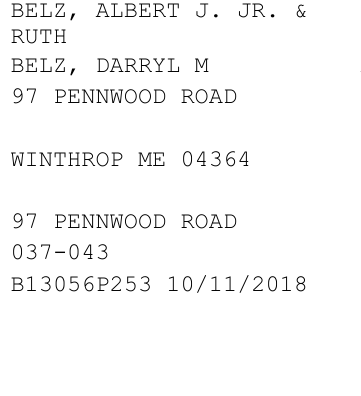 BELZ, ALBERT J. JR. &
RUTH
BELZ, DARRYL M
97 PENNWOOD ROAD
WINTHROP ME 04364
97 PENNWOOD ROAD
037-043
B13056P253 10/11/2018